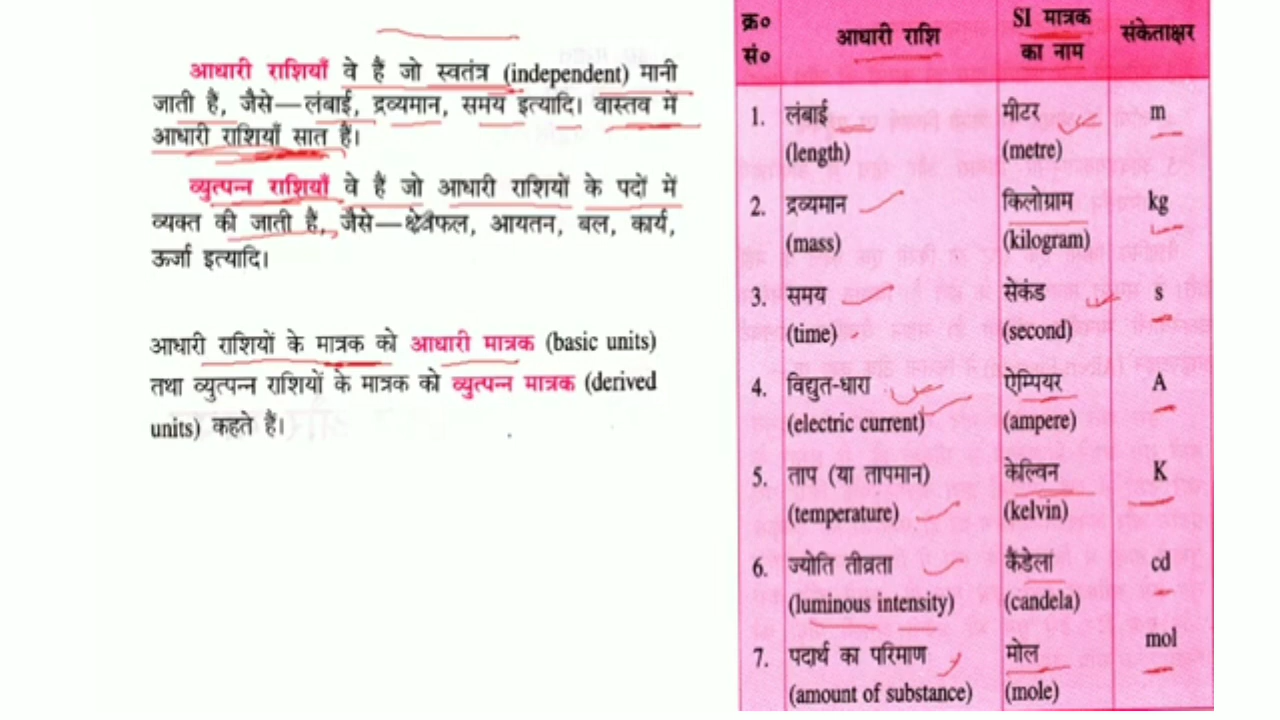 आधारी राशियाँ वे हैं जो स्वतंत्र (independent) मानी
जाती हैं, जैसे—लंबाई, द्रव्यमान, समय इत्यादि। वास्तव में
आधारी राशियाँ सात हैं।
व्युत्पन्न राशियाँ वे हैं जो आधारी राशियों के पदों में
व्यक्त की जाती हैं, जैसे—क्षेत्रफल, आयतन, बल, कार्य,
ऊर्जा इत्यादि।
आधारी राशियों के मात्रक को आधारी मात्रक (basic units)
तथा व्युत्पन्न राशियों के मात्रक को व्युत्पन्न मात्रक (derived
units) कहते हैं।
क्र० सं० आधारी राशि SI मात्रक का नाम संकेताक्षर
1. लंबाई मीटर m
(length) (metre)
2. द्रव्यमान किलोग्राम kg
(mass) (kilogram)
3. समय सेकंड s
(time) (second)
4. विद्युत-धारा ऐम्पियर A
(electric current) (ampere)
5. ताप (या तापमान) केल्विन K
(temperature) (kelvin)
6. ज्योति तीव्रता कैंडेला cd
(luminous intensity) (candela)
7. पदार्थ का परिमाण मोल mol
(amount of substance) (mole)